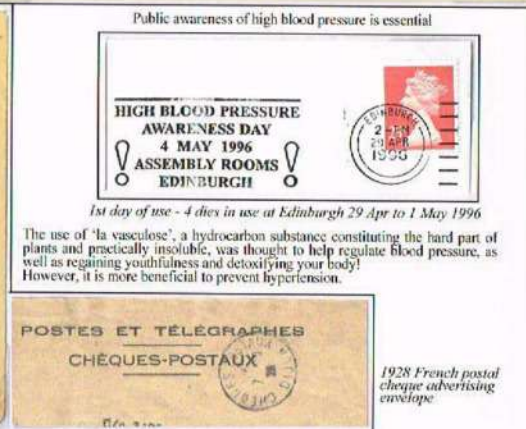 Public awareness of high blood pressure is essential
HIGH BLOOD PRESSURE
AWARENESS DAY
4 MAY 1996
ASSEMBLY ROOMS
EDINBURGH
EDINBURGH
2 - PM
29 APR
1996
1st day of use - 4 dies in use at Edinburgh 29 Apr to 1 May 1996
The use of 'la vasculose', a hydrocarbon substance constituting the hard part of
plants and practically insoluble, was thought to help regulate blood pressure, as
well as regaining youthfulness and detoxifying your body!
However, it is more beneficial to prevent hypertension.
POSTES ET TÉLÉGRAPHES
CHÈQUES-POSTAUX
1928 French postal
cheque advertising
envelope